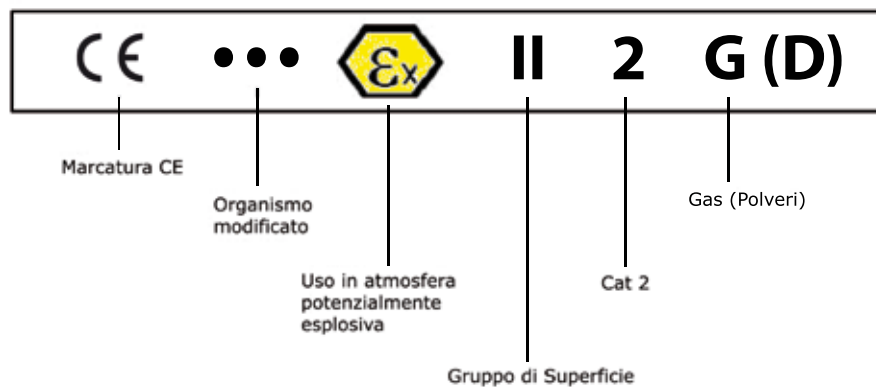 CE ••• Ex II 2 G (D)
Marcatura CE
Organismo
modificato
Gas (Polveri)
Uso in atmosfera
potenzialmente
esplosiva
Cat 2
Gruppo di Superficie